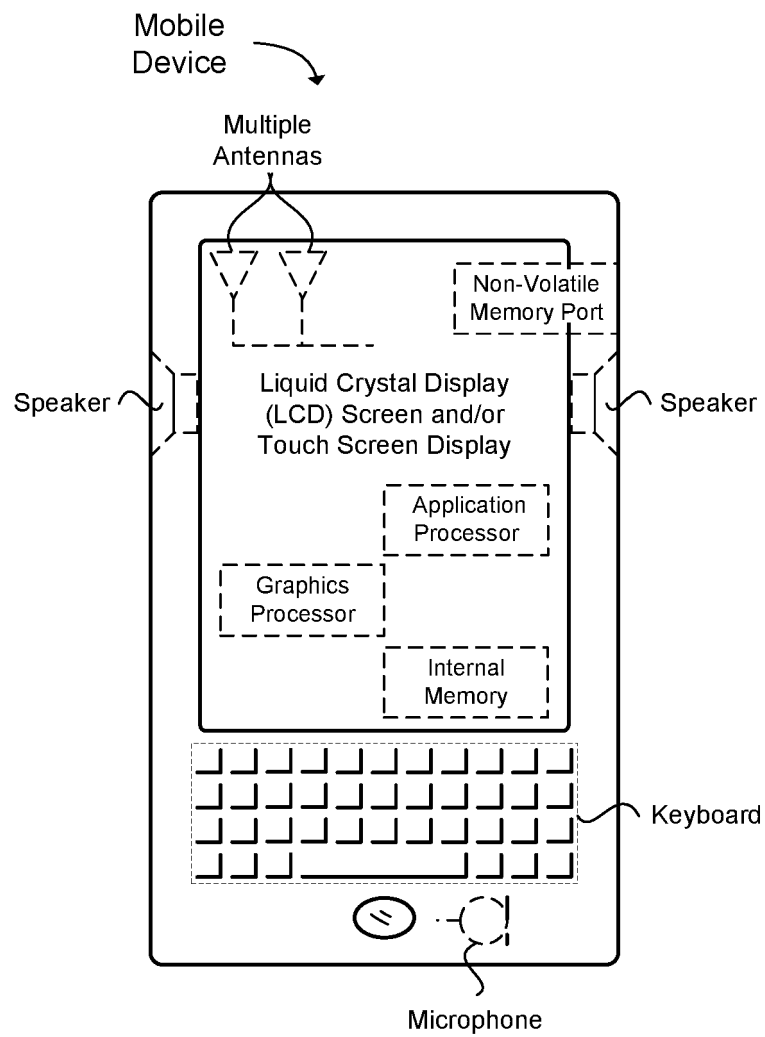 Mobile
Device
Multiple
Antennas
Non-Volatile
Memory Port
Speaker
Liquid Crystal Display
(LCD) Screen and/or
Touch Screen Display
Speaker
Application
Processor
Graphics
Processor
Internal
Memory
Keyboard
Microphone